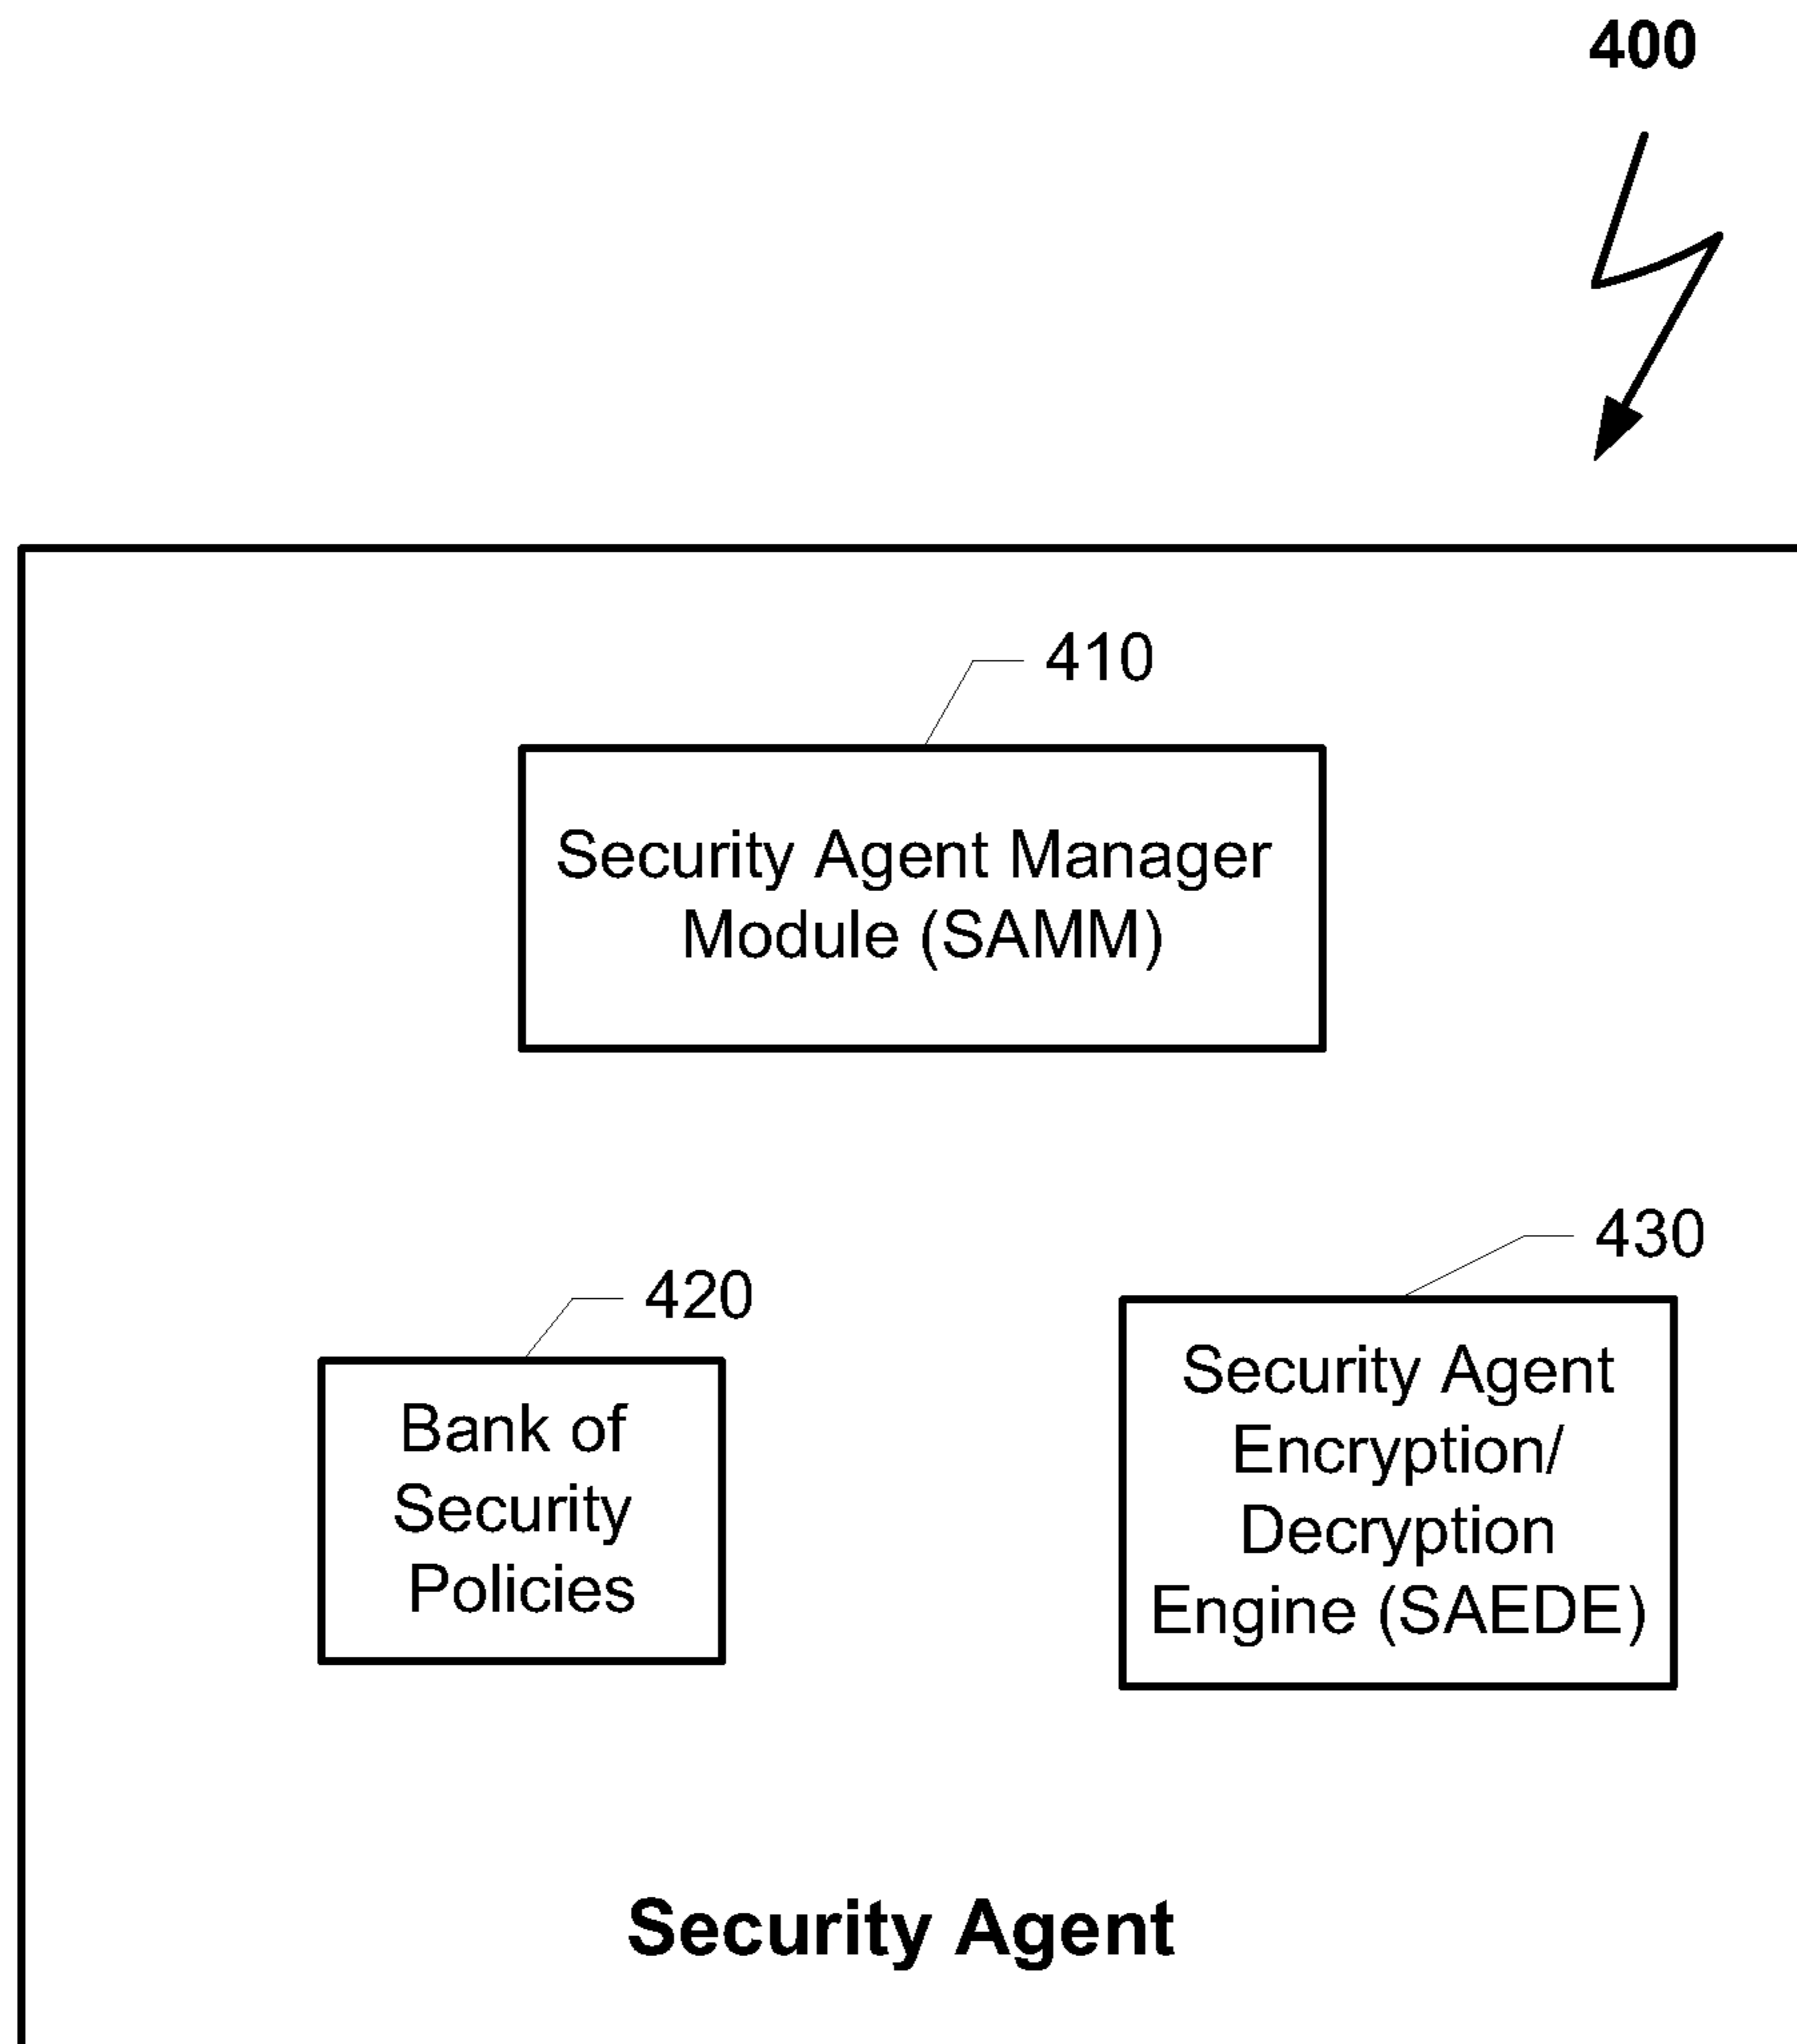 400
410
Security Agent Manager
Module (SAMM)
430
420
Security Agent
Encryption/
Decryption
Engine (SAEDE)
Bank of
Security
Policies
Security Agent